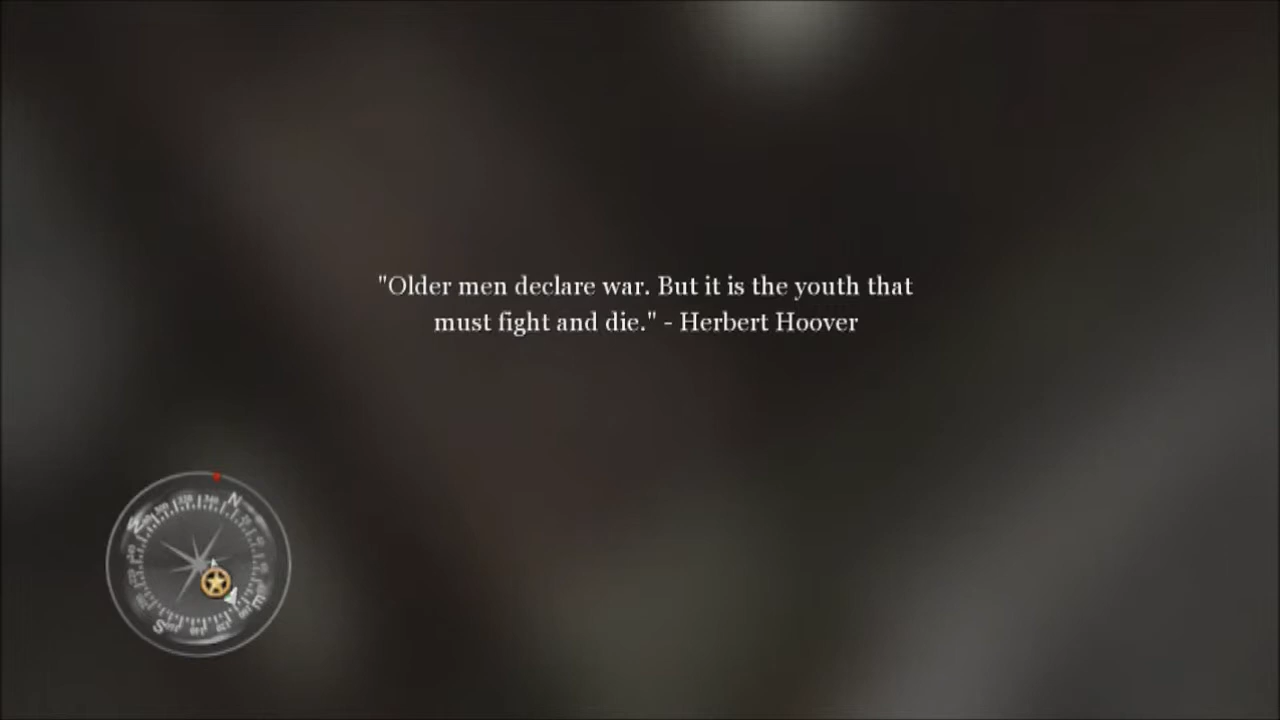 "Older men declare war. But it is the youth that
must fight and die." - Herbert Hoover
N
S